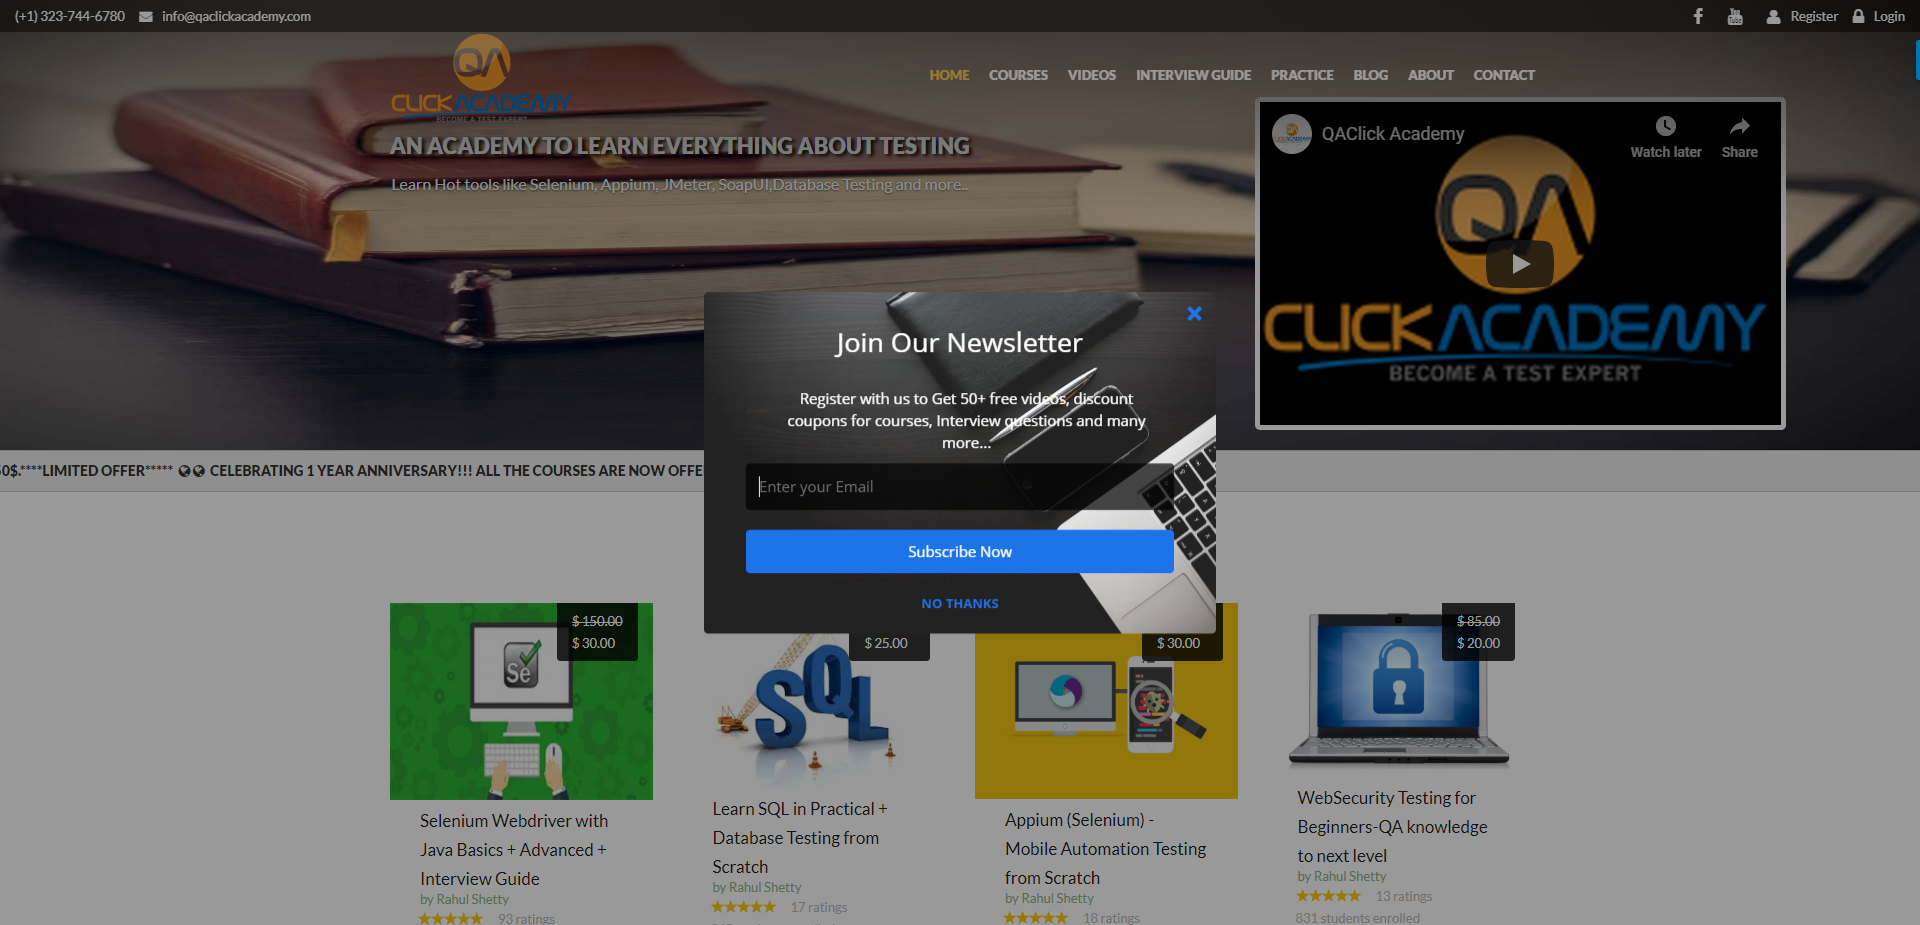 (+1) 323-744-6780 info@qaclickacademy.com Register Login
QA
CLICKACADEMY
BECOME A TEST EXPERT
HOME COURSES VIDEOS INTERVIEW GUIDE PRACTICE BLOG ABOUT CONTACT
AN ACADEMY TO LEARN EVERYTHING ABOUT TESTING
Learn Hot tools like Selenium, Appium, JMeter, SoapUI,Database Testing and more..
QAClick Academy
Watch later Share
QA
CLICKACADEMY
BECOME A TEST EXPERT
0$.****LIMITED OFFER***** CELEBRATING 1 YEAR ANNIVERSARY!!! ALL THE COURSES ARE NOW OFFE
Join Our Newsletter
Register with us to Get 50+ free videos, discount
coupons for courses, Interview questions and many
more...
Enter your Email
Subscribe Now
NO THANKS
$ 150.00
$ 30.00
Se
Selenium Webdriver with
Java Basics + Advanced +
Interview Guide
by Rahul Shetty
93 ratings
$ 25.00
SQL
Learn SQL in Practical +
Database Testing from
Scratch
by Rahul Shetty
17 ratings
$ 30.00
Appium (Selenium) -
Mobile Automation Testing
from Scratch
by Rahul Shetty
18 ratings
$ 85.00
$ 20.00
WebSecurity Testing for
Beginners-QA knowledge
to next level
by Rahul Shetty
13 ratings
831 students enrolled